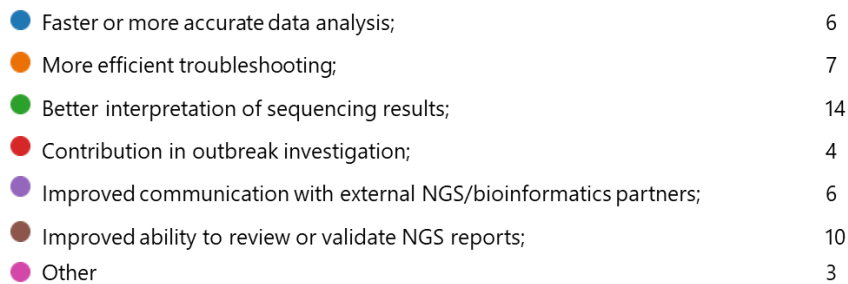 Faster or more accurate data analysis; 6
More efficient troubleshooting; 7
Better interpretation of sequencing results; 14
Contribution in outbreak investigation; 4
Improved communication with external NGS/bioinformatics partners; 6
Improved ability to review or validate NGS reports; 10
Other 3